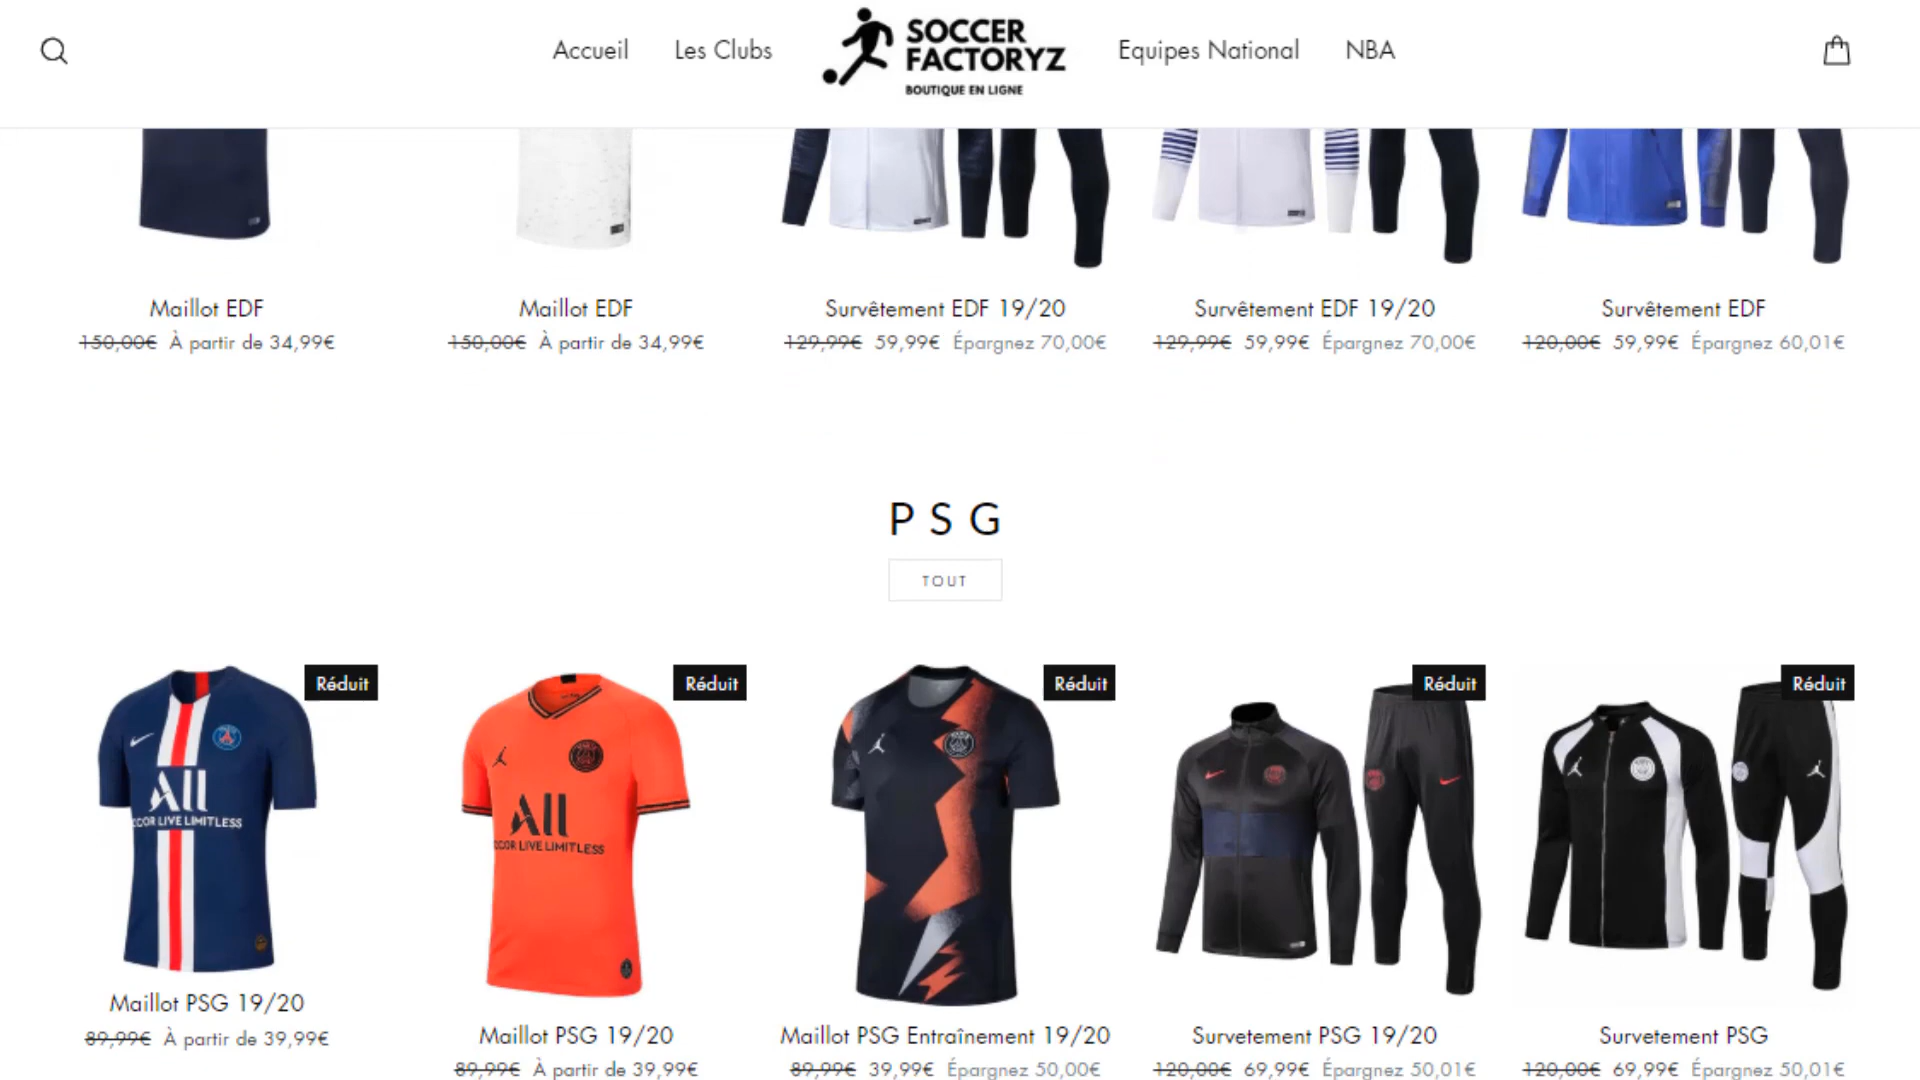 Accueil
Les Clubs
SOCCER
FACTORYZ
BOUTIQUE EN LIGNE
Equipes National
NBA
Maillot EDF
150,00€ À partir de 34,99€
Maillot EDF
150,00€ À partir de 34,99€
Survêtement EDF 19/20
129,99€ 59,99€ Épargnez 70,00€
Survêtement EDF 19/20
129,99€ 59,99€ Épargnez 70,00€
Survêtement EDF
120,00€ 59,99€ Épargnez 60,01€
PSG
TOUT
Réduit
Réduit
Réduit
Réduit
Réduit
All
CCOR LIVE LIMITLESS
All
CCOR LIVE LIMITLESS
Maillot PSG 19/20
89,99€ À partir de 39,99€
Maillot PSG 19/20
89,99€ À partir de 39,99€
Maillot PSG Entraînement 19/20
89,99€ 39,99€ Épargnez 50,00€
Survetement PSG 19/20
120,00€ 69,99€ Épargnez 50,01€
Survetement PSG
120,00€ 69,99€ Épargnez 50,01€